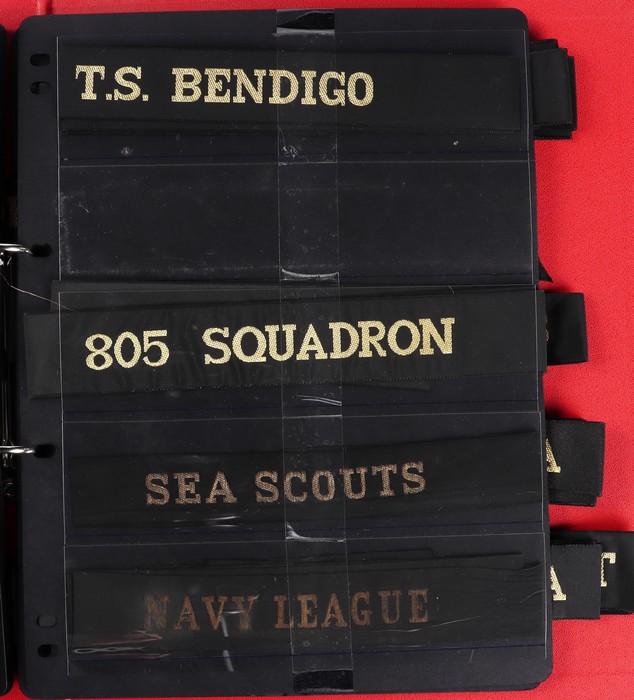 T.S. BENDIGO
805 SQUADRON
SEA SCOUTS
A
NAVY LEAGUE
A
T